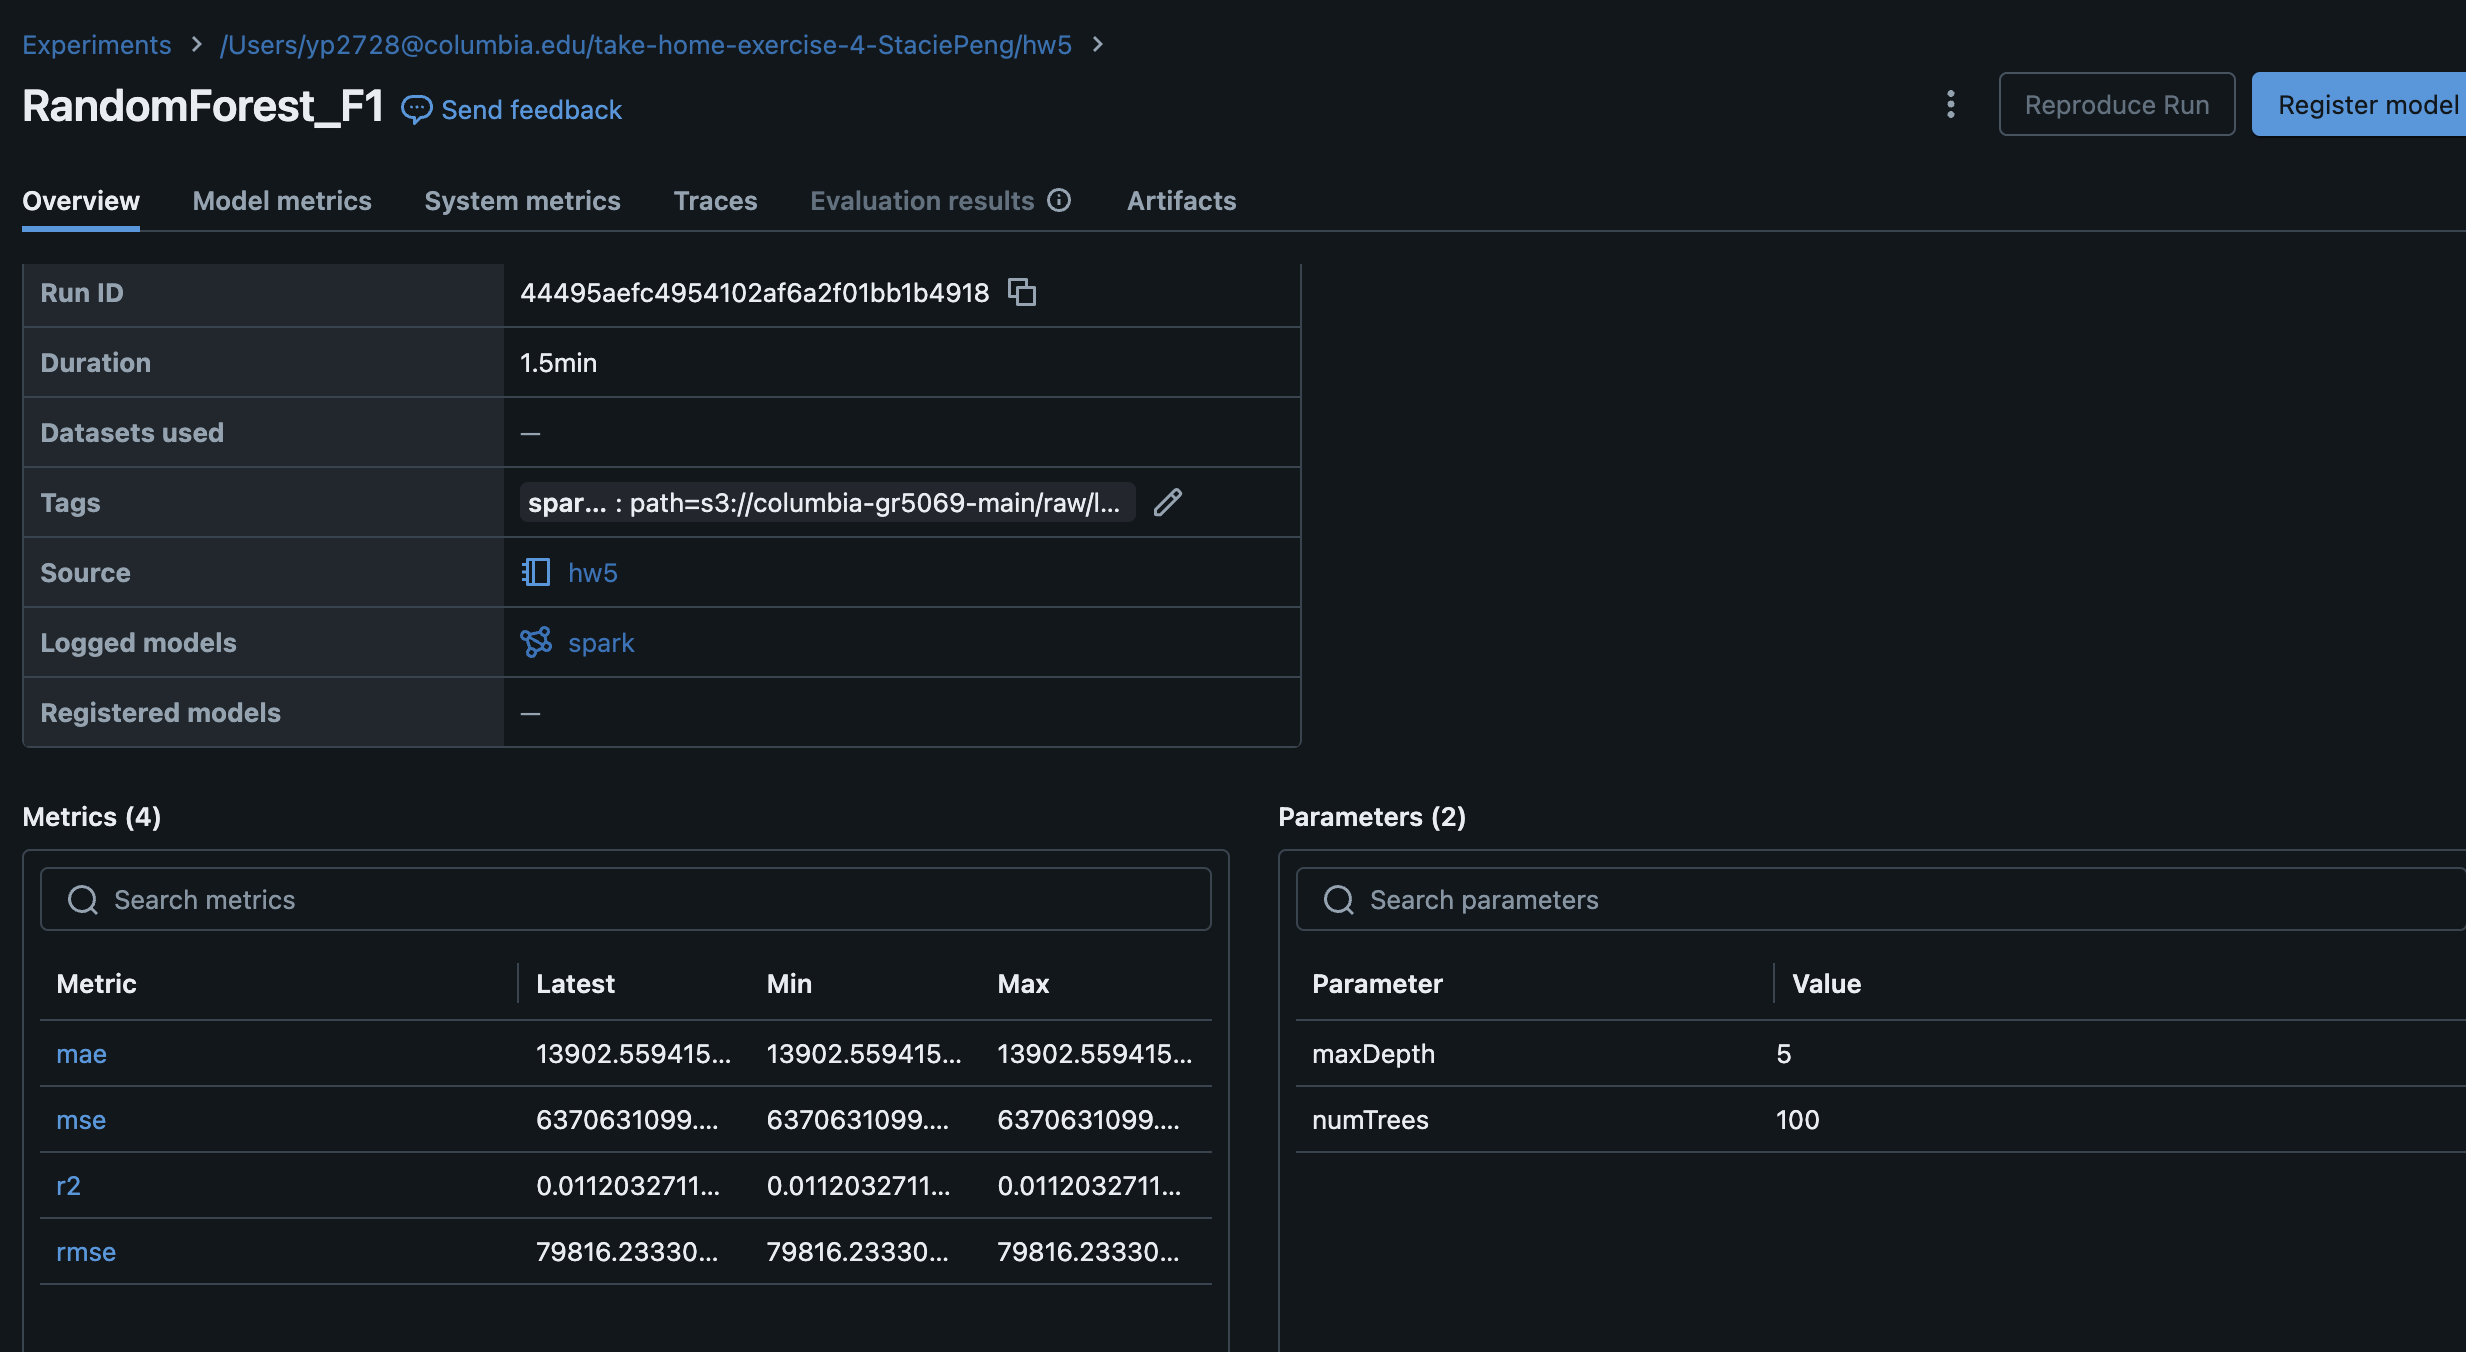 Experiments > /Users/yp2728@columbia.edu/take-home-exercise-4-StaciePeng/hw5 >
RandomForest_F1 Send feedback
Reproduce Run
Register model
Overview Model metrics System metrics Traces Evaluation results Artifacts
Run ID 44495aefc4954102af6a2f01bb1b4918
Duration 1.5min
Datasets used —
Tags spar... : path=s3://columbia-gr5069-main/raw/l...
Source hw5
Logged models spark
Registered models —
Metrics (4)
Search metrics
Metric Latest Min Max
mae 13902.559415... 13902.559415... 13902.559415...
mse 6370631099.... 6370631099.... 6370631099....
r2 0.0112032711... 0.0112032711... 0.0112032711...
rmse 79816.23330... 79816.23330... 79816.23330...
Parameters (2)
Search parameters
Parameter Value
maxDepth 5
numTrees 100